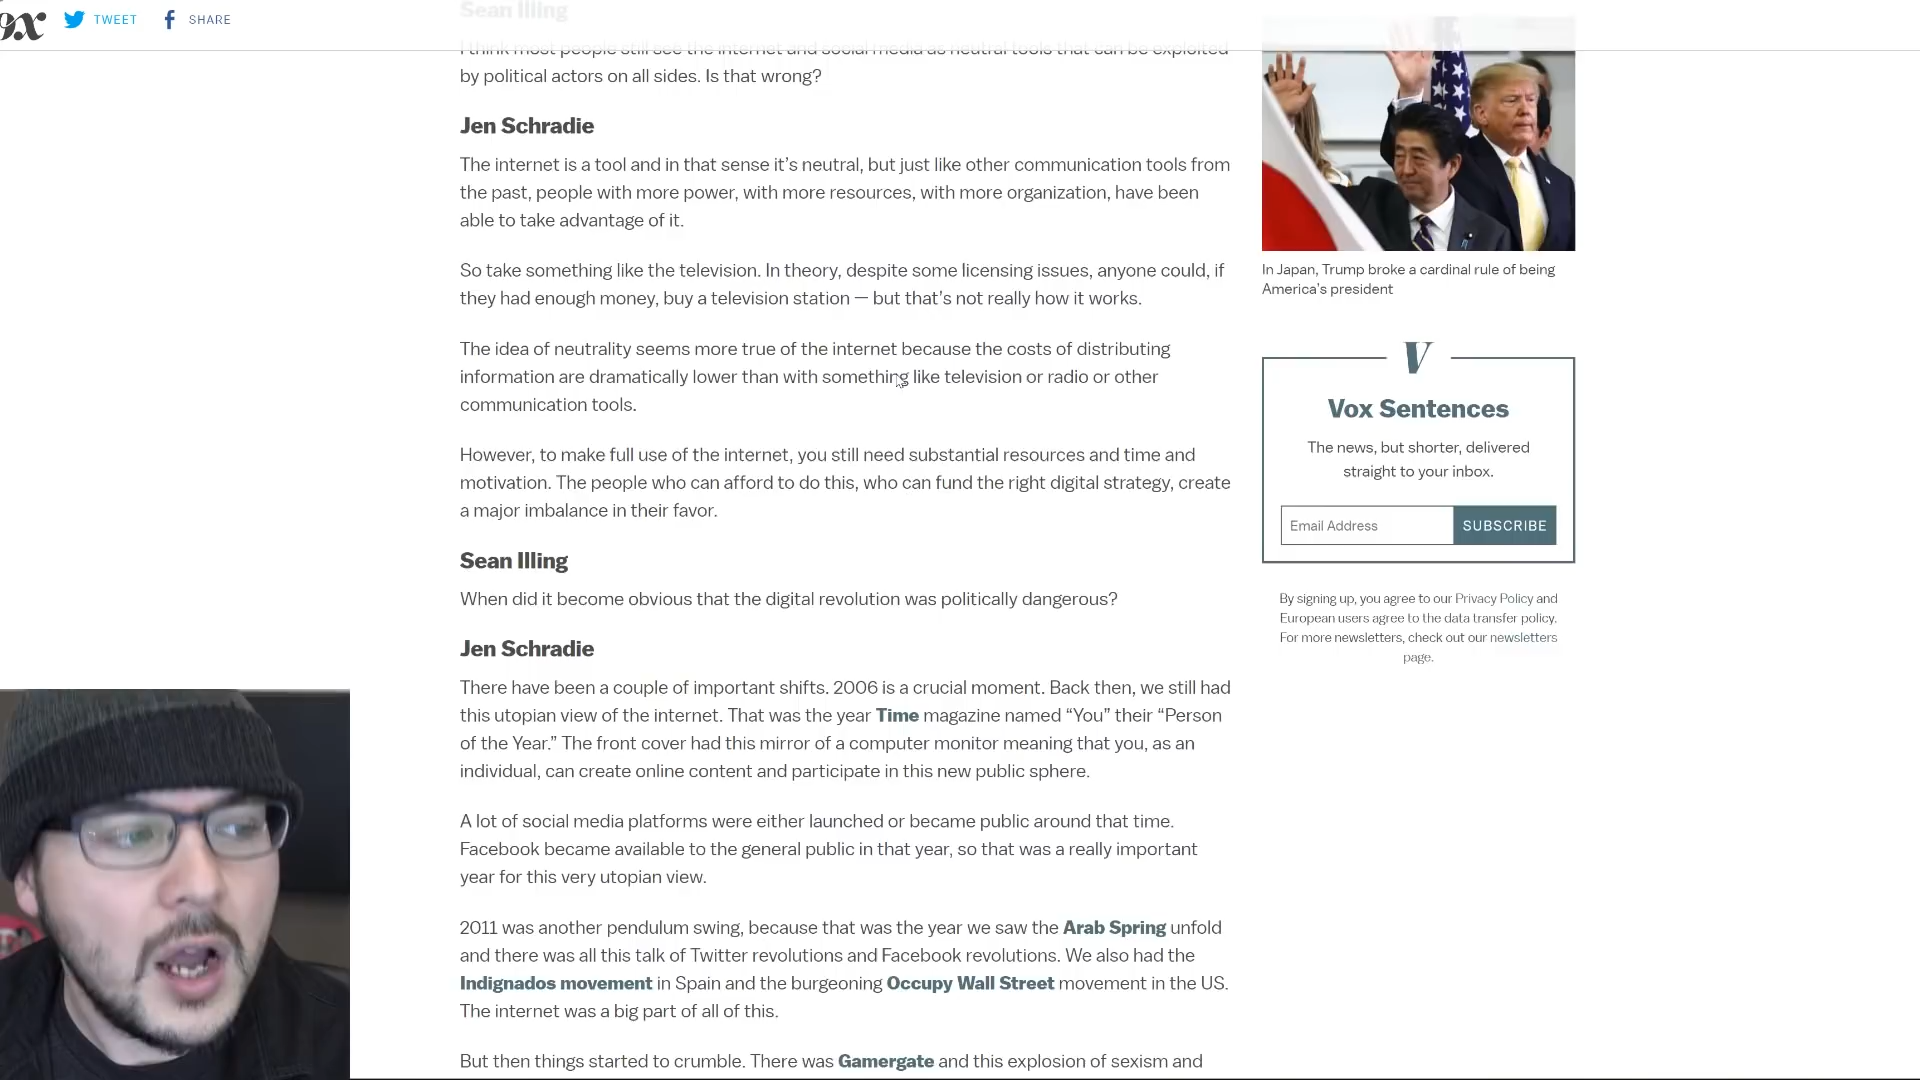 TWEET
SHARE
Sean Illing
I think most people still see the internet and social media as neutral tools that can be exploited
by political actors on all sides. Is that wrong?
Jen Schradie
The internet is a tool and in that sense it’s neutral, but just like other communication tools from
the past, people with more power, with more resources, with more organization, have been
able to take advantage of it.
So take something like the television. In theory, despite some licensing issues, anyone could, if
they had enough money, buy a television station — but that’s not really how it works.
The idea of neutrality seems more true of the internet because the costs of distributing
information are dramatically lower than with something like television or radio or other
communication tools.
However, to make full use of the internet, you still need substantial resources and time and
motivation. The people who can afford to do this, who can fund the right digital strategy, create
a major imbalance in their favor.
Sean Illing
When did it become obvious that the digital revolution was politically dangerous?
Jen Schradie
There have been a couple of important shifts. 2006 is a crucial moment. Back then, we still had
this utopian view of the internet. That was the year Time magazine named “You” their “Person
of the Year.” The front cover had this mirror of a computer monitor meaning that you, as an
individual, can create online content and participate in this new public sphere.
A lot of social media platforms were either launched or became public around that time.
Facebook became available to the general public in that year, so that was a really important
year for this very utopian view.
2011 was another pendulum swing, because that was the year we saw the Arab Spring unfold
and there was all this talk of Twitter revolutions and Facebook revolutions. We also had the
Indignados movement in Spain and the burgeoning Occupy Wall Street movement in the US.
The internet was a big part of all of this.
But then things started to crumble. There was Gamergate and this explosion of sexism and
In Japan, Trump broke a cardinal rule of being
America’s president
V
Vox Sentences
The news, but shorter, delivered
straight to your inbox.
Email Address
SUBSCRIBE
By signing up, you agree to our Privacy Policy and
European users agree to the data transfer policy.
For more newsletters, check out our newsletters
page.